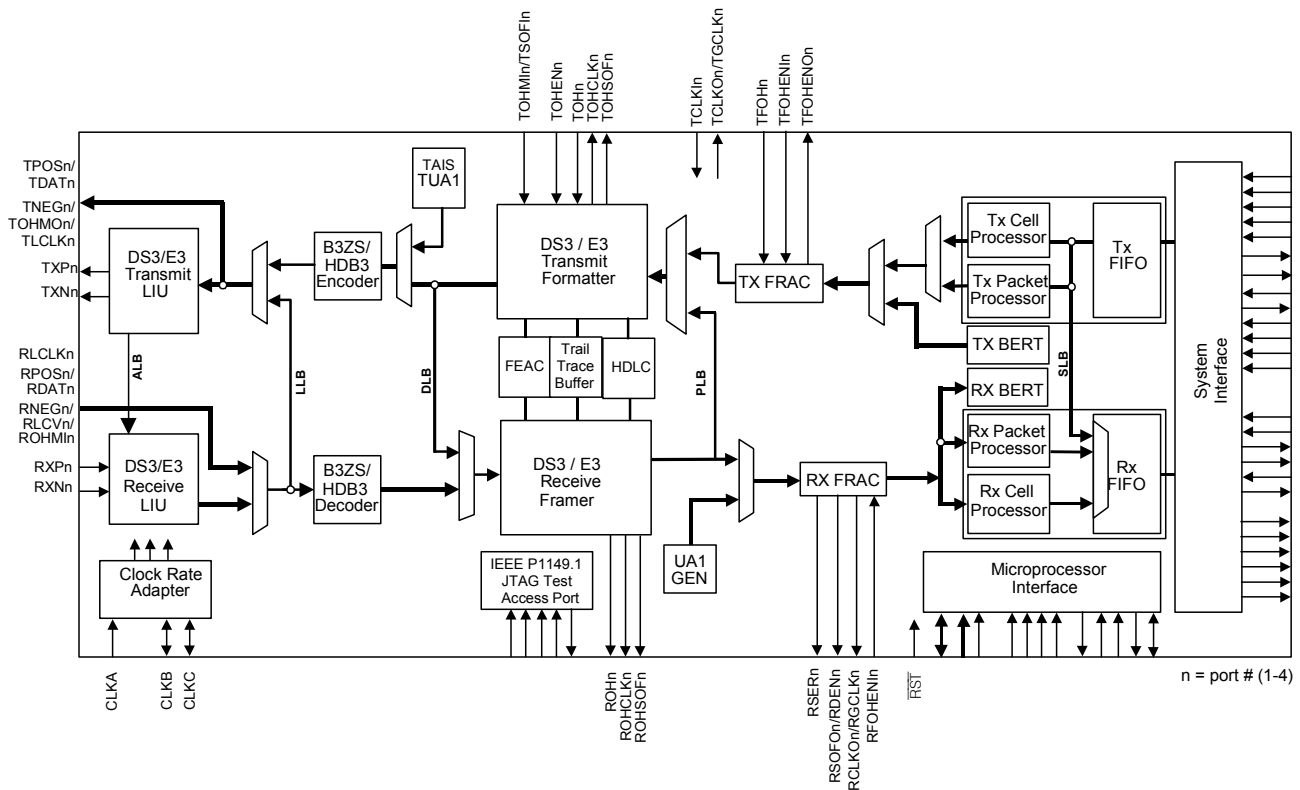 TOHMIn/TSOFIn
TOHENn
TOHn
TOHCLKn
TOHSOFn
TCLKIn
TCLKOn/TGCLKn
TFOHn
TFOHENIn
TFOHENOn
TPOSn/
TDATn
TNEGn/
TOHMOn/
TLCLKn
TXPn
TXNn
RLCLKn
RPOSn/
RDATn
RNEGn/
RLCVn/
ROHMIn
RXPn
RXNn
DS3/E3
Transmit
LIU
ALB
DS3/E3
Receive
LIU
Clock Rate
Adapter
LLB
TAIS
TUA1
B3ZS/
HDB3
Encoder
B3ZS/
HDB3
Decoder
DLB
DS3 / E3
Transmit
Formatter
FEAC
Trail
Trace
Buffer
HDLC
DS3 / E3
Receive
Framer
IEEE P1149.1
JTAG Test
Access Port
PLB
UA1
GEN
TX FRAC
RX FRAC
Tx Cell
Processor
Tx Packet
Processor
Tx
FIFO
TX BERT
RX BERT
SLB
Rx Packet
Processor
Rx Cell
Processor
Rx
FIFO
Microprocessor
Interface
System
Interface
CLKA
CLKB
CLKC
ROHn
ROHCLKn
ROHSOFn
RSERn
RSOFOn/RDENn
RCLKOn/RGCLKn
RFOHENIn
RST
n = port # (1-4)